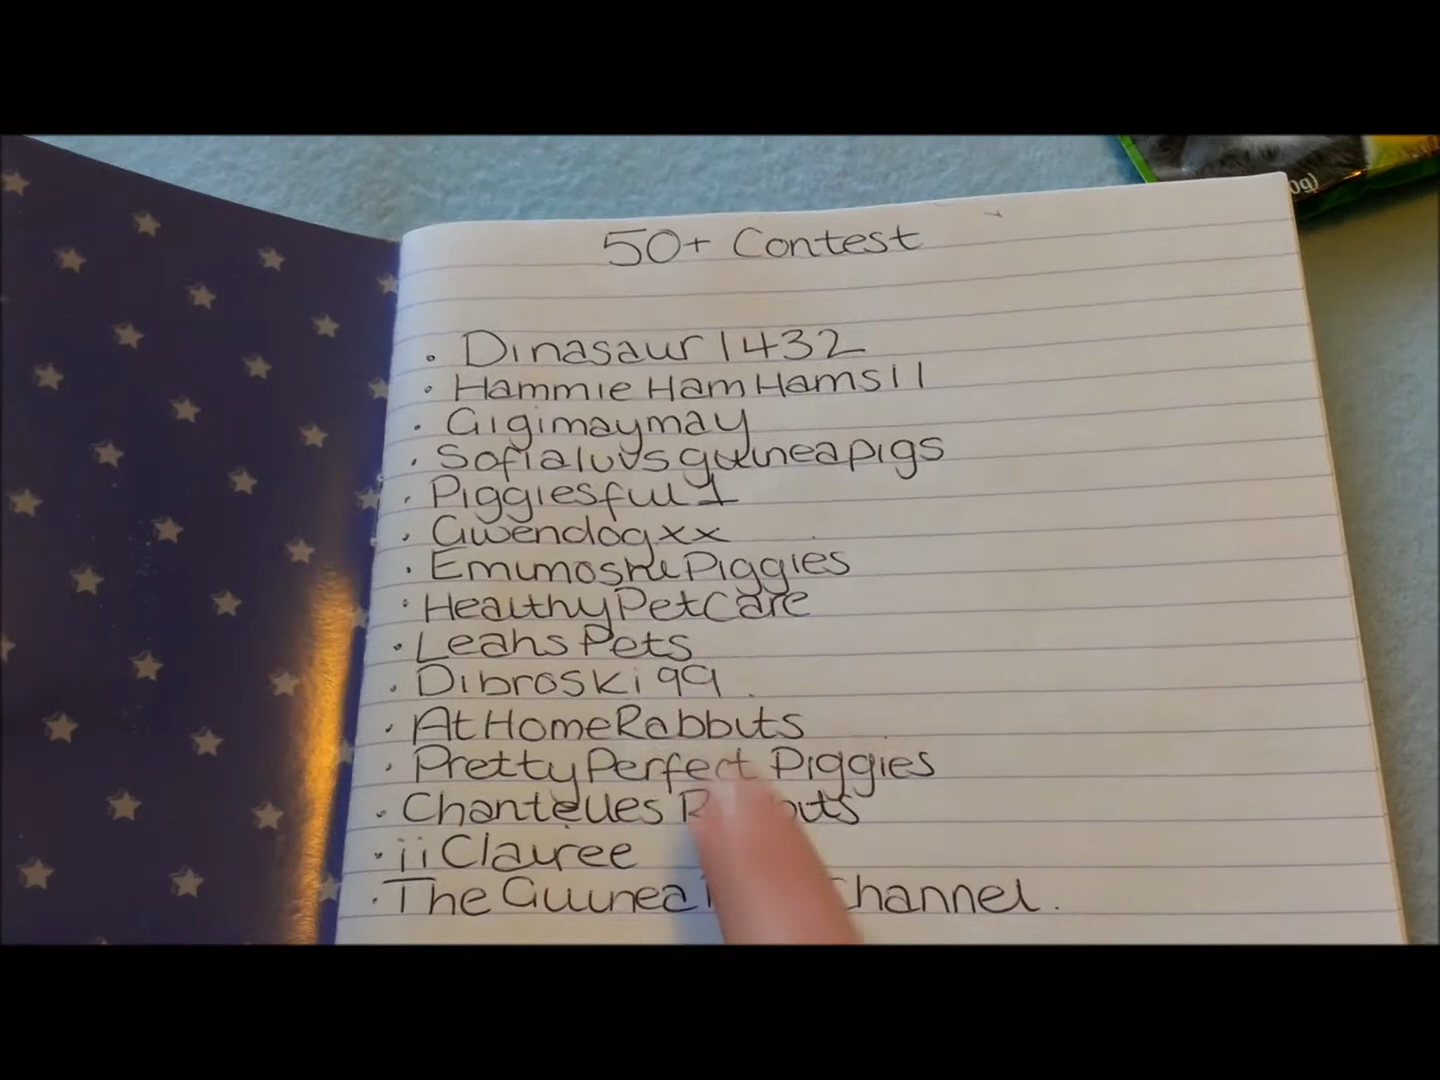 0g)
50+ Contest
• Dinasaur1432
• HammieHamHams11
• Gigimaymay
• Sofialuvsguineapigs
• Piggiesful1
• Gwendogxx
• EmimoshiPiggies
• HealthyPetCare
• LeahsPets
• Dibroski99.
• AtHomeRabbits
• PrettyPerfectPiggies
• Chantelles
• iiClairee
• The Guinea Channel.